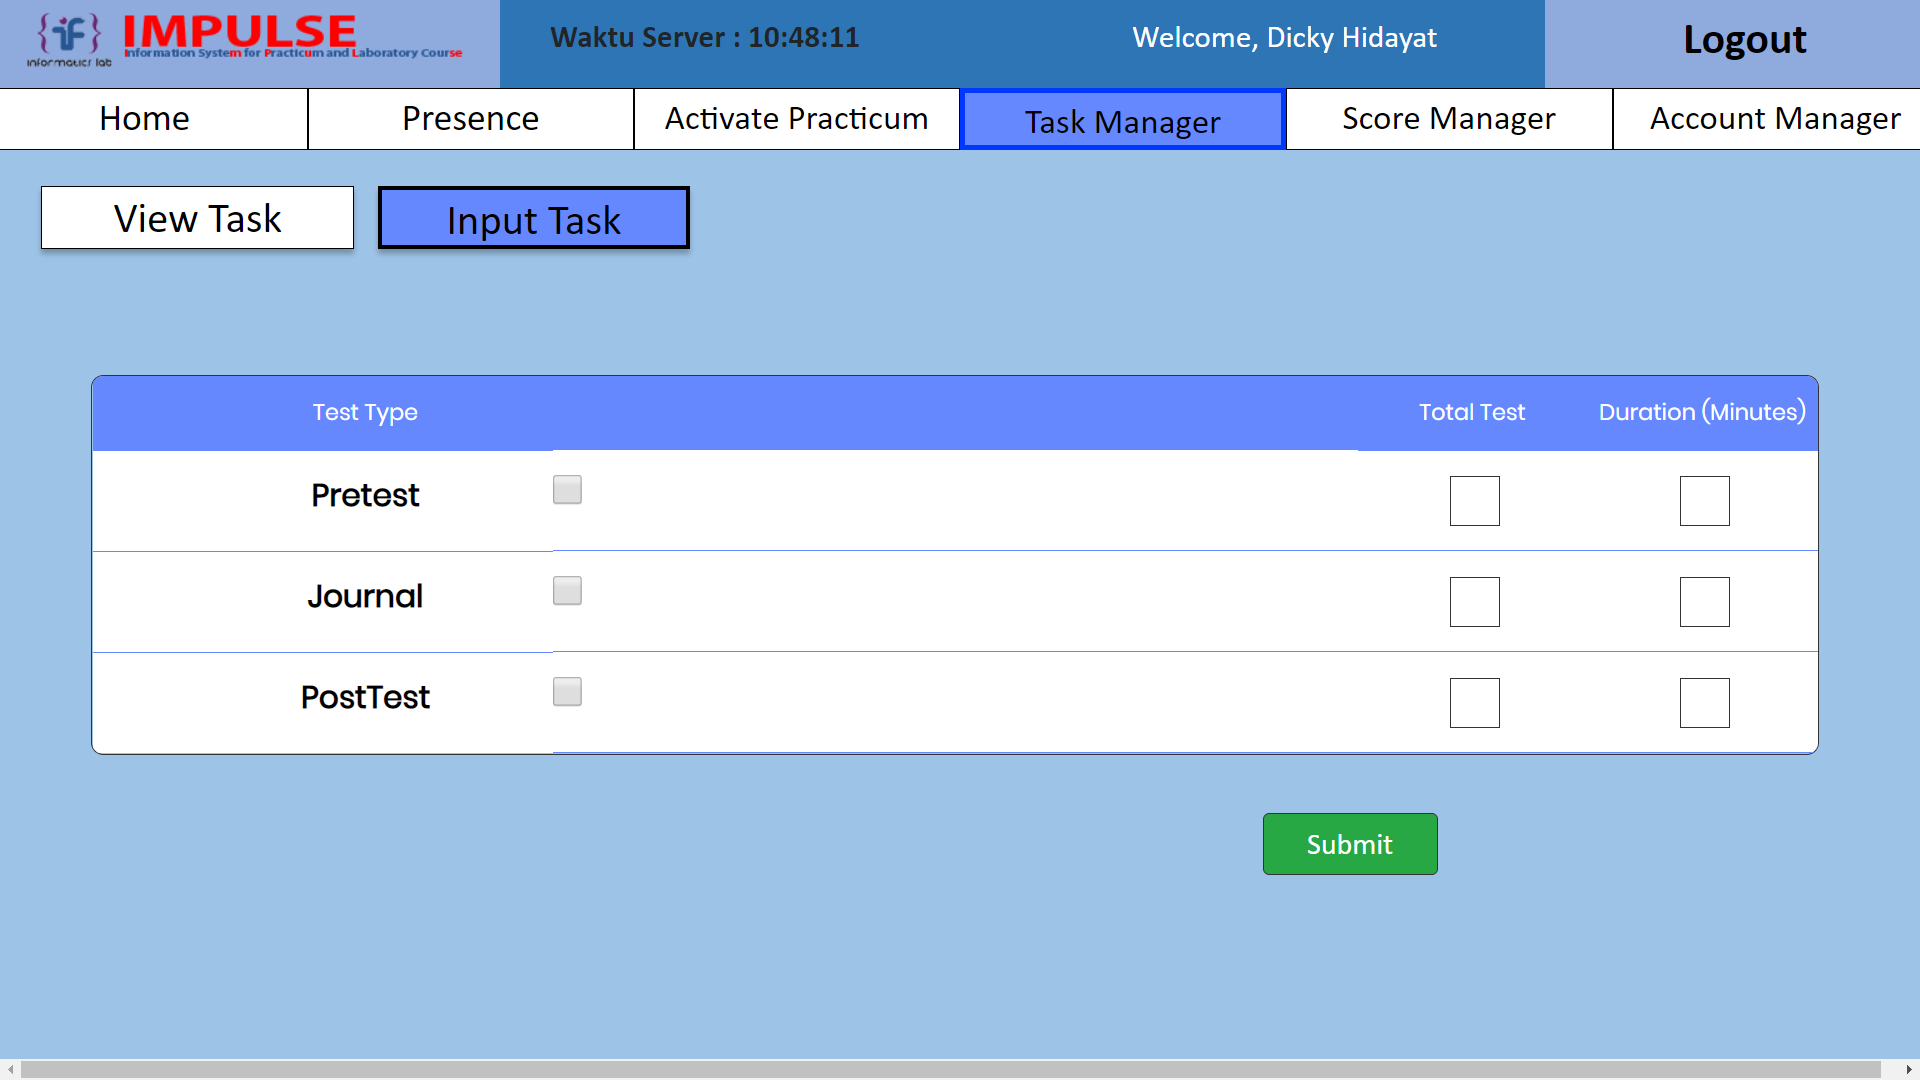 informatics lab
IMPULSE
Information System for Practicum and Laboratory Course
Waktu Server : 10:48:11
Welcome, Dicky Hidayat
Logout
Home
Presence
Activate Practicum
Task Manager
Score Manager
Account Manager
View Task
Input Task
Test Type
Total Test
Duration (Minutes)
Pretest
Journal
PostTest
Submit